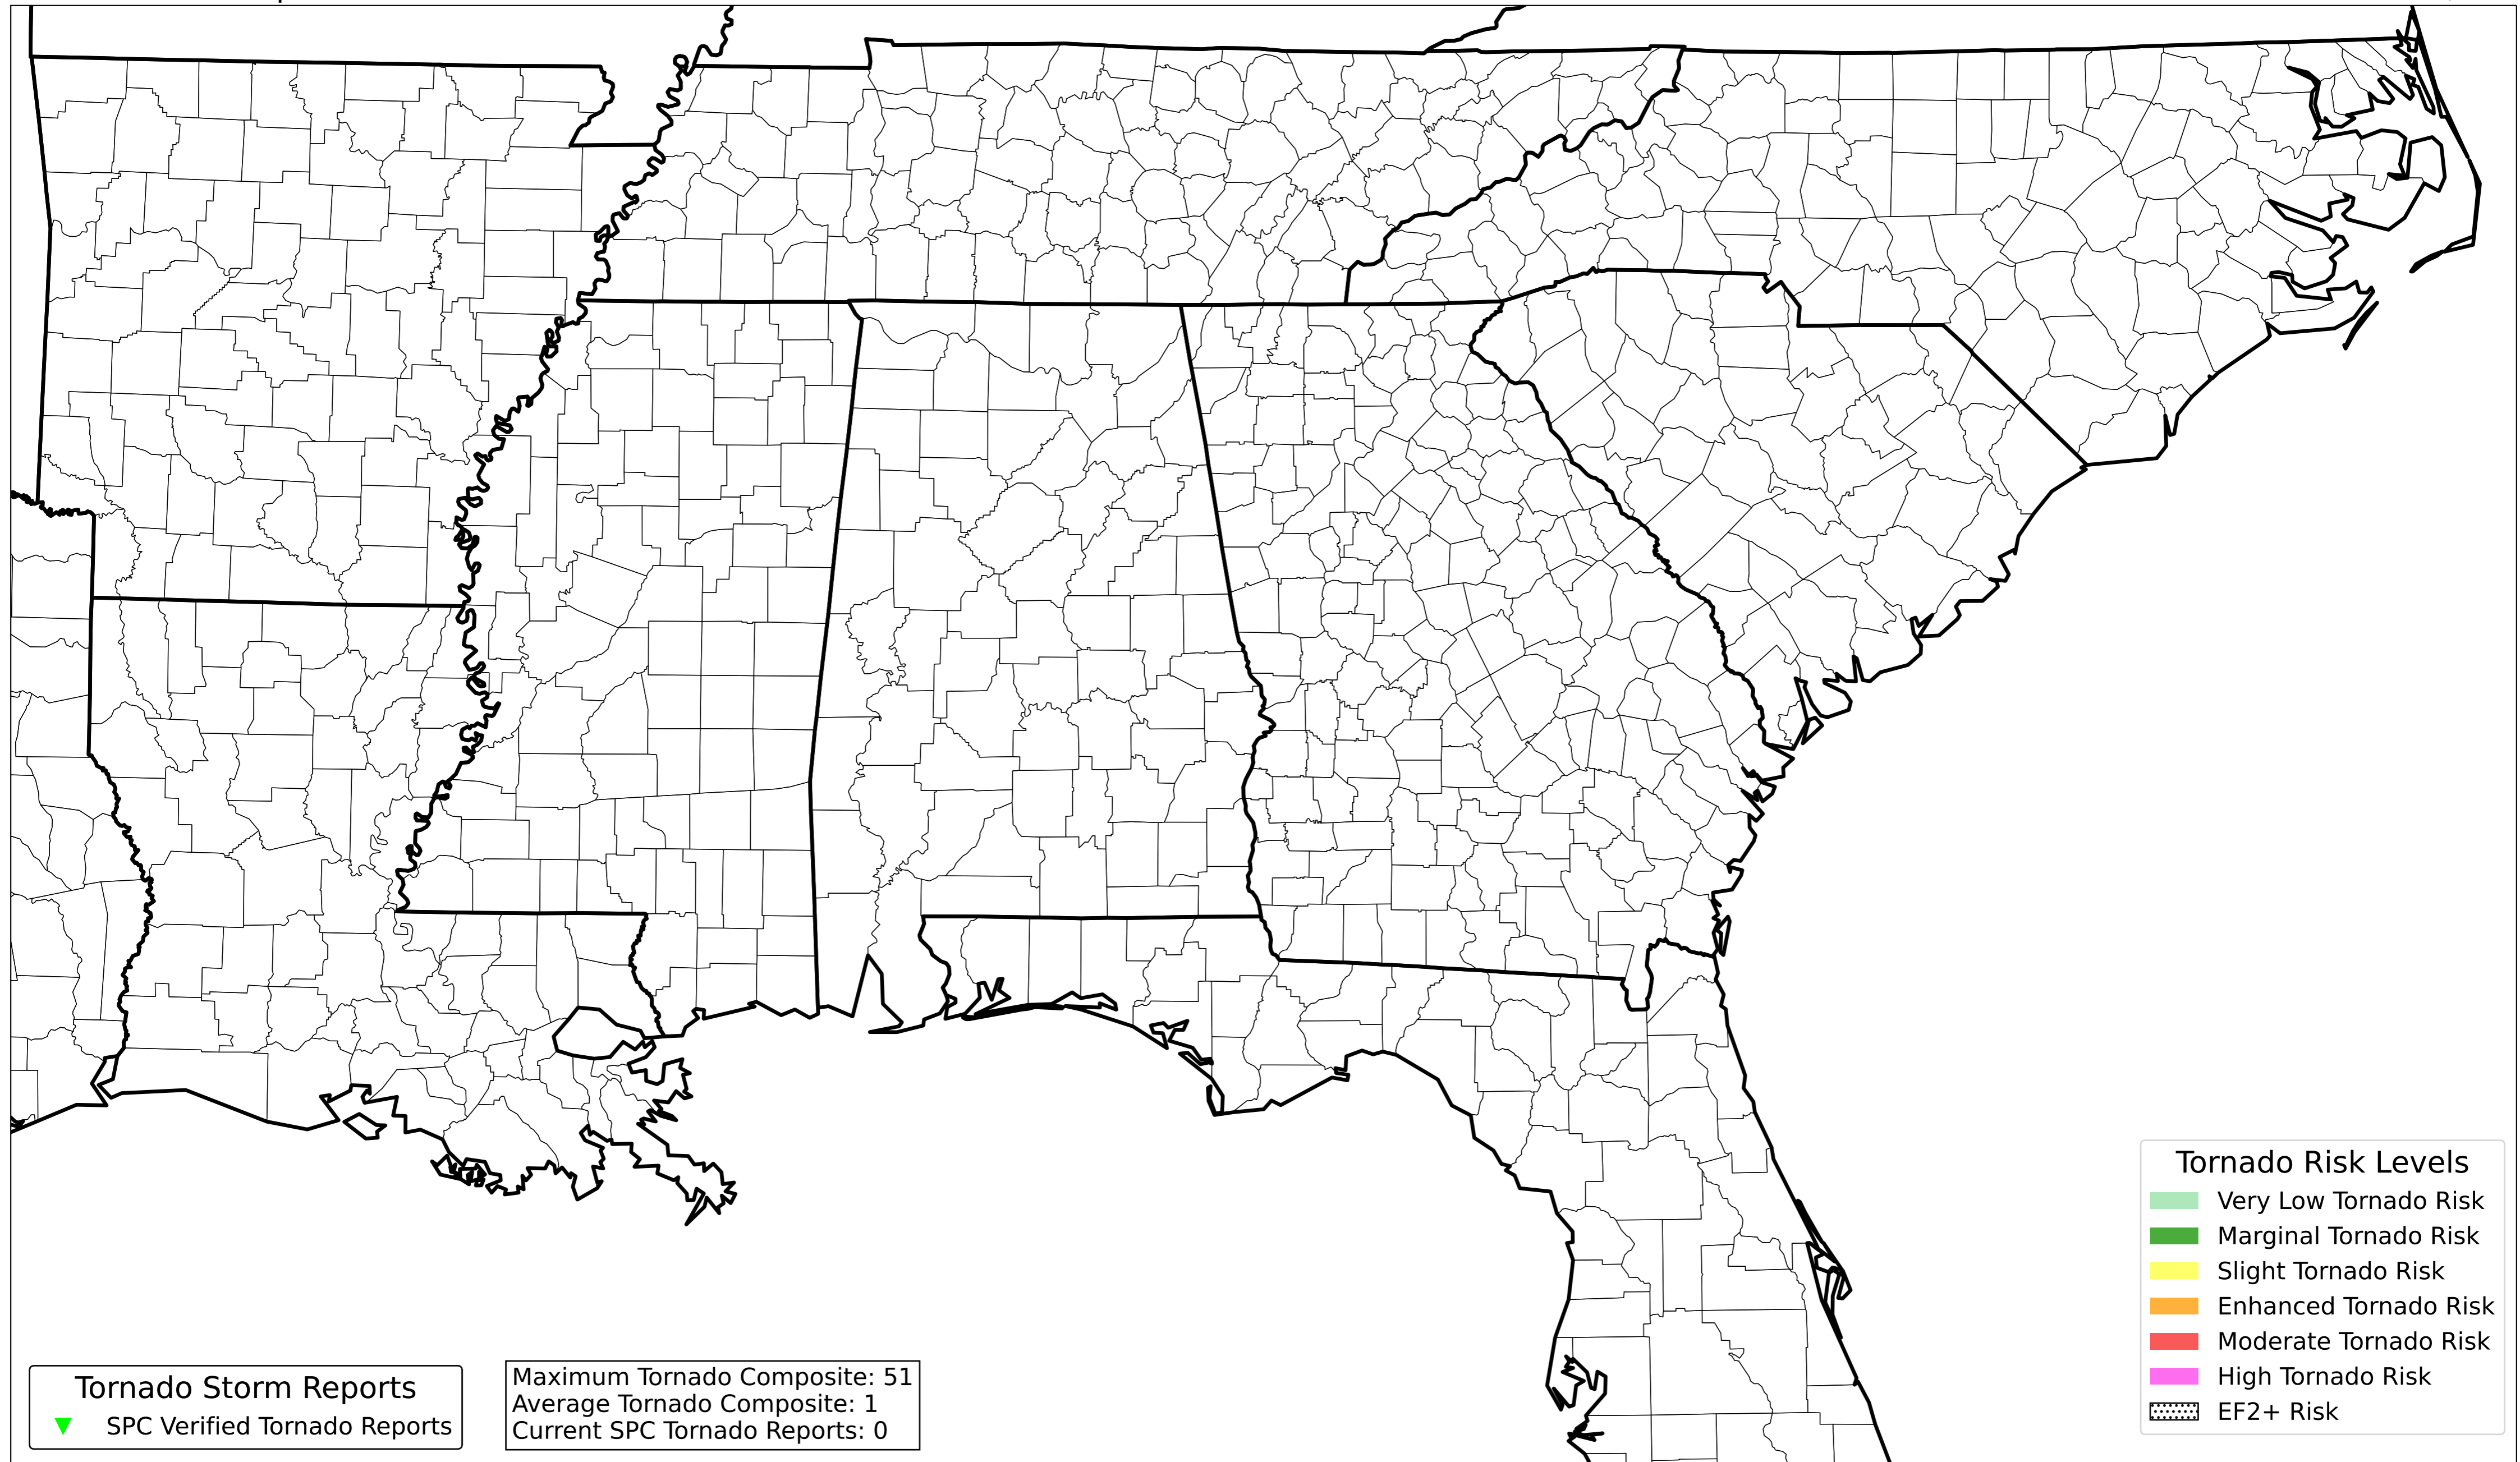 Tornado Risk Levels
Very Low Tornado Risk
Marginal Tornado Risk
Slight Tornado Risk
Enhanced Tornado Risk
Moderate Tornado Risk
High Tornado Risk
EF2+ Risk
Tornado Storm Reports
SPC Verified Tornado Reports
Maximum Tornado Composite: 51
Average Tornado Composite: 1
Current SPC Tornado Reports: 0